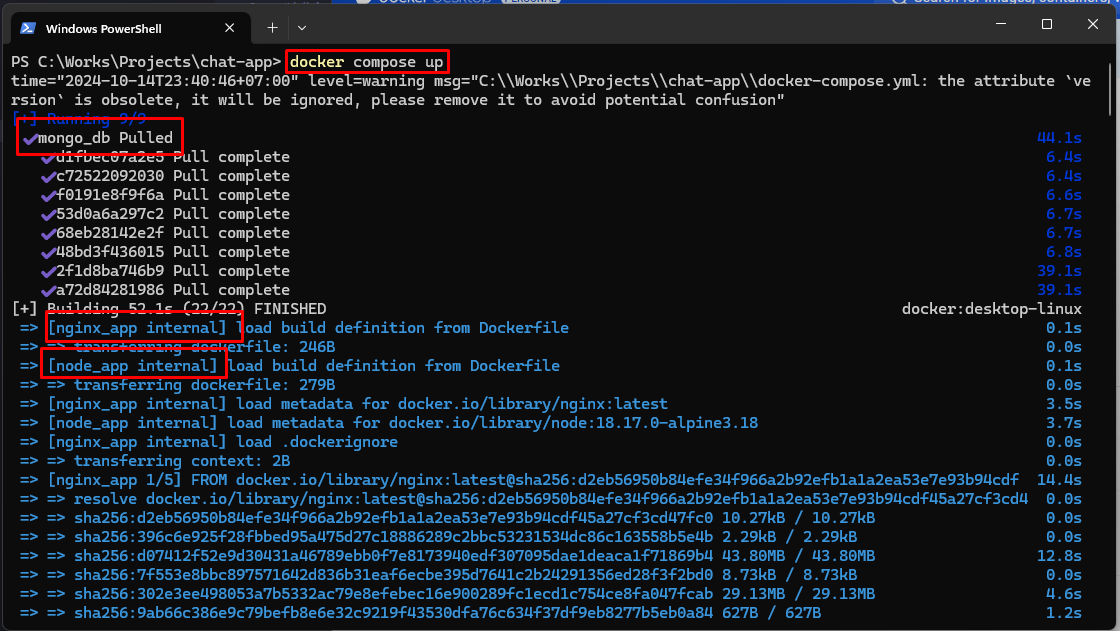 Docker Desktop PERSONAL
Search for images, containers,
Windows PowerShell
PS C:\Works\Projects\chat-app> docker compose up
time="2024-10-14T23:40:46+07:00" level=warning msg="C:\\Works\\Projects\\chat-app\\docker-compose.yml: the attribute `ve
rsion` is obsolete, it will be ignored, please remove it to avoid potential confusion"
[+] Running 9/9
✔mongo_db Pulled 44.1s
✔d1fbec07a2e5 Pull complete 6.4s
✔c72522092030 Pull complete 6.4s
✔f0191e8f9f6a Pull complete 6.6s
✔53d0a6a297c2 Pull complete 6.7s
✔68eb28142e2f Pull complete 6.7s
✔48bd3f436015 Pull complete 6.8s
✔2f1d8ba746b9 Pull complete 39.1s
✔a72d84281986 Pull complete 39.1s
[+] Building 52.1s (22/22) FINISHED docker:desktop-linux
=> [nginx_app internal] load build definition from Dockerfile 0.1s
=> => transferring dockerfile: 246B 0.0s
=> [node_app internal] load build definition from Dockerfile 0.1s
=> => transferring dockerfile: 279B 0.0s
=> [nginx_app internal] load metadata for docker.io/library/nginx:latest 3.5s
=> [node_app internal] load metadata for docker.io/library/node:18.17.0-alpine3.18 3.7s
=> [nginx_app internal] load .dockerignore 0.0s
=> => transferring context: 2B 0.0s
=> [nginx_app 1/5] FROM docker.io/library/nginx:latest@sha256:d2eb56950b84efe34f966a2b92efb1a1a2ea53e7e93b94cdf 14.4s
=> => resolve docker.io/library/nginx:latest@sha256:d2eb56950b84efe34f966a2b92efb1a1a2ea53e7e93b94cdf45a27cf3cd4 0.0s
=> => sha256:d2eb56950b84efe34f966a2b92efb1a1a2ea53e7e93b94cdf45a27cf3cd47fc0 10.27kB / 10.27kB 0.0s
=> => sha256:396c6e925f28fbbed95a475d27c18886289c2bbc53231534dc86c163558b5e4b 2.29kB / 2.29kB 0.0s
=> => sha256:d07412f52e9d30431a46789ebb0f7e8173940edf307095dae1deaca1f71869b4 43.80MB / 43.80MB 12.8s
=> => sha256:7f553e8bbc897571642d836b31eaf6ecbe395d7641c2b24291356ed28f3f2bd0 8.73kB / 8.73kB 0.0s
=> => sha256:302e3ee498053a7b5332ac79e8efebec16e900289fc1ecd1c754ce8fa047fcab 29.13MB / 29.13MB 4.6s
=> => sha256:9ab66c386e9c79befb8e6e32c9219f43530dfa76c634f37df9eb8277b5eb0a84 627B / 627B 1.2s